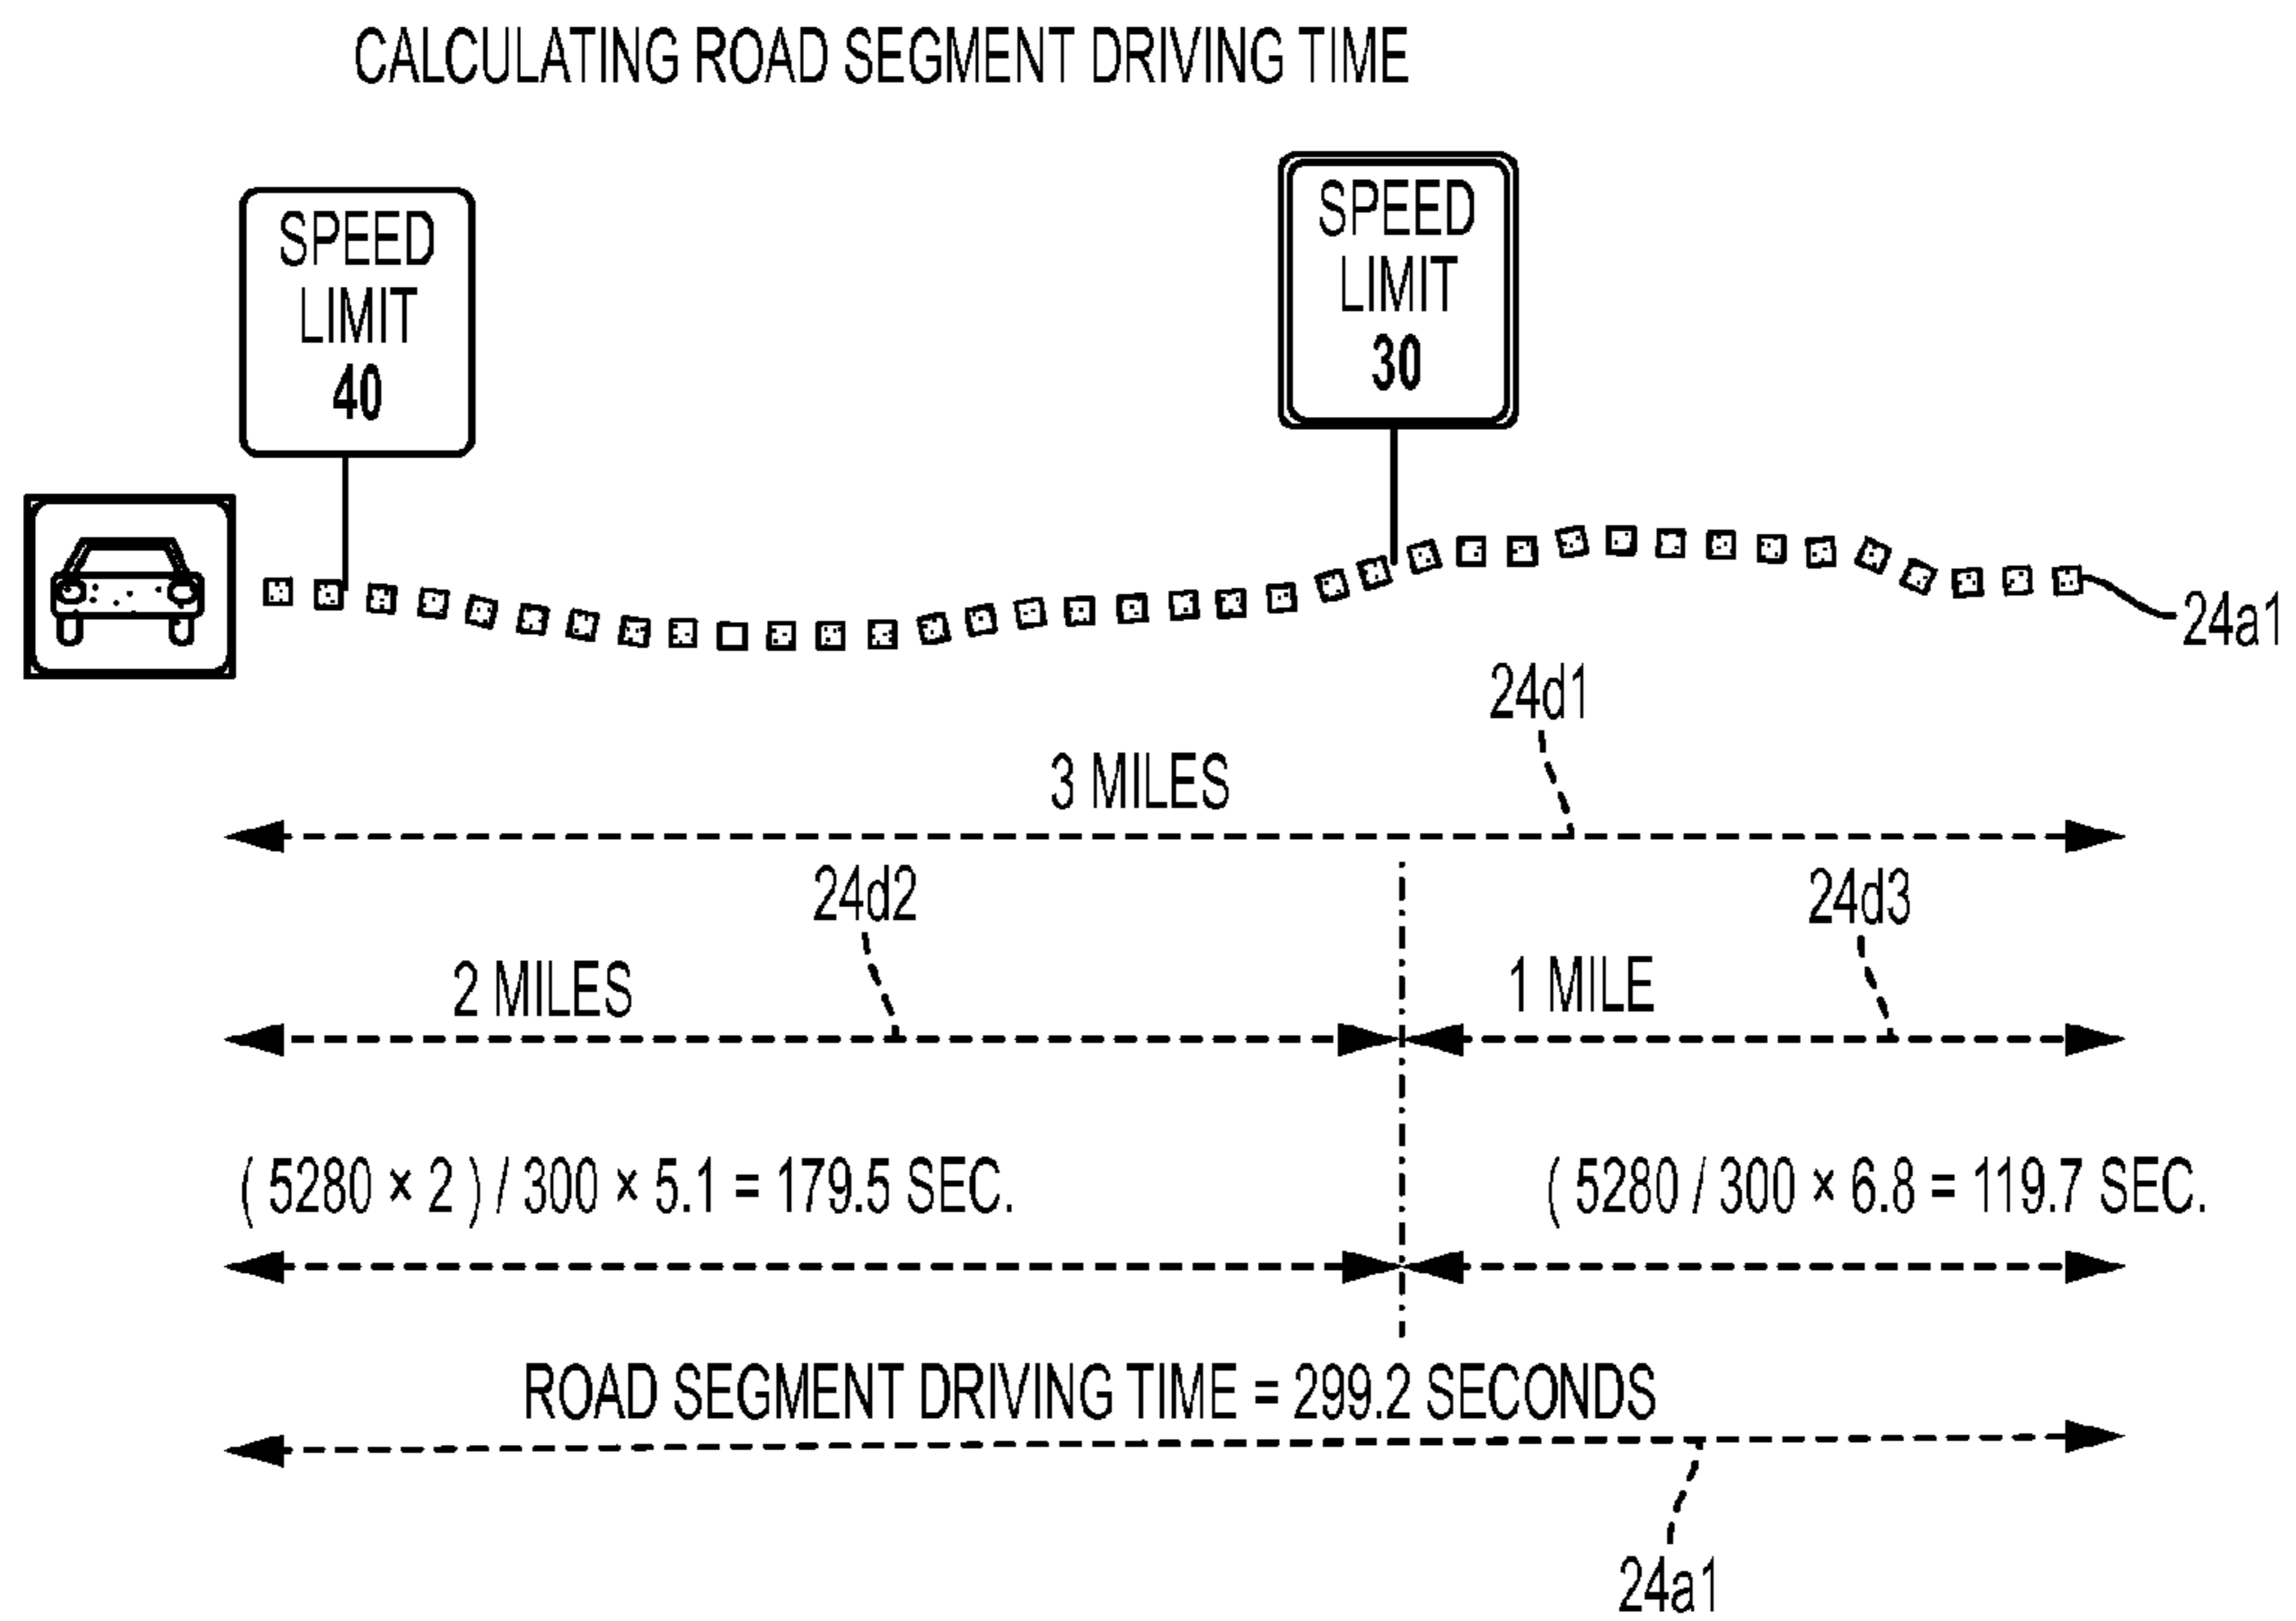 CALCULATING ROAD SEGMENT DRIVING TIME
SPEED
LIMIT
40
SPEED
LIMIT
30
24a1
24d1
3 MILES
24d2
24d3
2 MILES
1 MILE
( 5280 × 2 ) / 300 × 5.1 = 179.5 SEC.
( 5280 / 300 × 6.8 = 119.7 SEC.
ROAD SEGMENT DRIVING TIME = 299.2 SECONDS
24a1